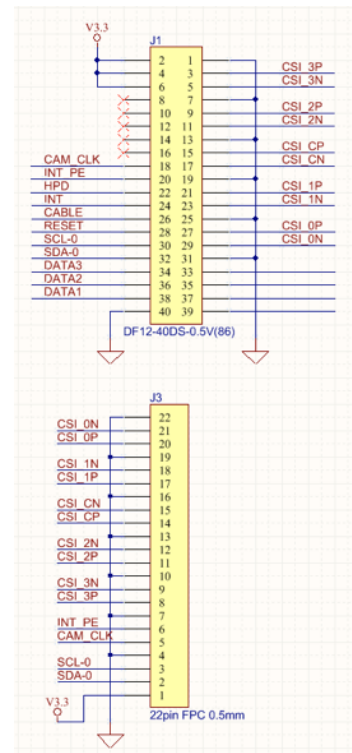 V3.3
J1
2 1
4 3 CSI_3P
6 5 CSI_3N
8 7
10 9 CSI_2P
12 11 CSI_2N
14 13
16 15 CSI_CP
CAM_CLK 18 17 CSI_CN
INT_PE 20 19
HPD 22 21 CSI_1P
INT 24 23 CSI_1N
CABLE 26 25
RESET 28 27 CSI_0P
SCL-0 30 29 CSI_0N
SDA-0 32 31
DATA3 34 33
DATA2 36 35
DATA1 38 37
40 39
DF12-40DS-0.5V(86)
J3
22
CSI_0N 21
CSI_0P 20
19
CSI_1N 18
CSI_1P 17
16
CSI_CN 15
CSI_CP 14
13
CSI_2N 12
CSI_2P 11
10
CSI_3N 9
CSI_3P 8
7
INT_PE 6
CAM_CLK 5
4
SCL-0 3
SDA-0 2
V3.3 1
22pin FPC 0.5mm